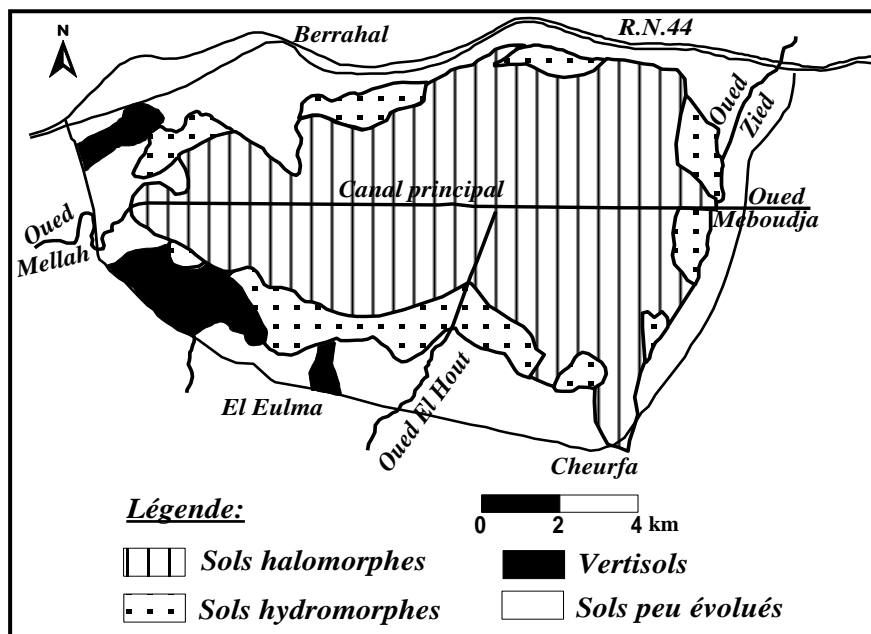 N
Berrahal
R.N.44
Oued
Zied
Canal principal
Oued
Meboudja
Oued
Mellah
El Eulma
Oued El Hout
Cheurfa
Légende:
0 2 4 km
Sols halomorphes
Vertisols
Sols hydromorphes
Sols peu évolués